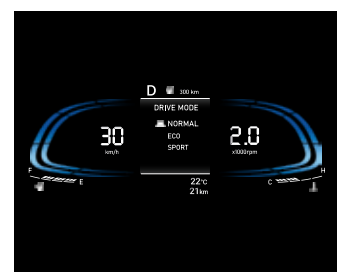 D 300 km
DRIVE MODE
NORMAL
ECO
SPORT
30
km/h
2.0
x1000rpm
F
E
C
H
22°C
21km